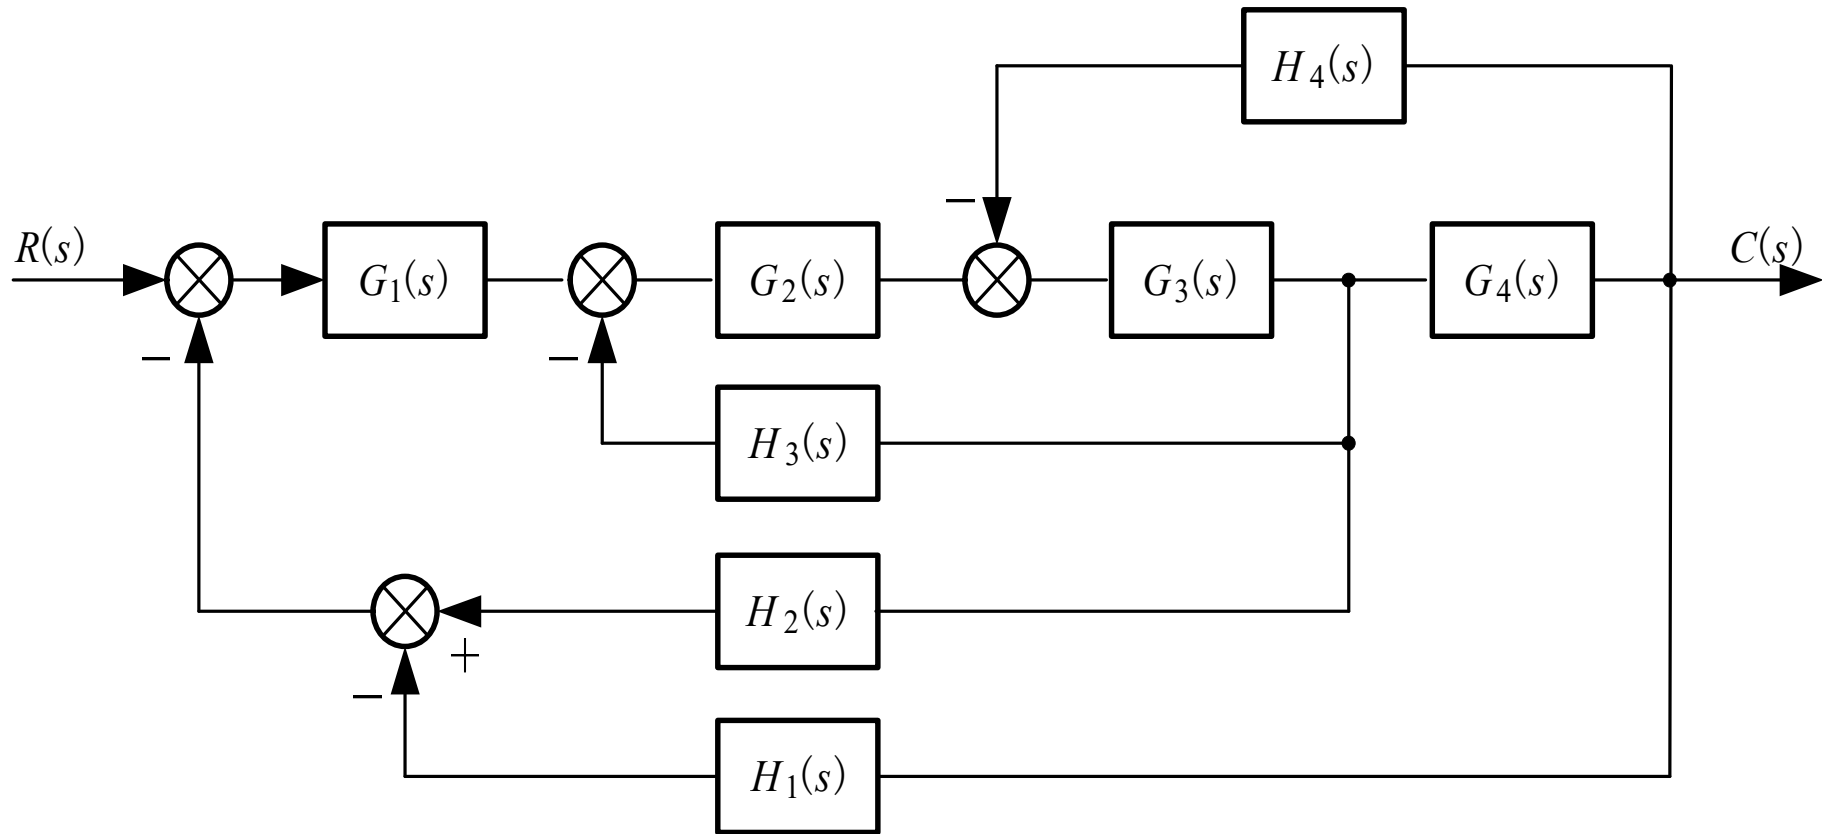 H₄(s)
R(s)
G₁(s)
G₂(s)
−
G₃(s)
G₄(s)
C(s)
−
−
H₃(s)
H₂(s)
+
−
H₁(s)